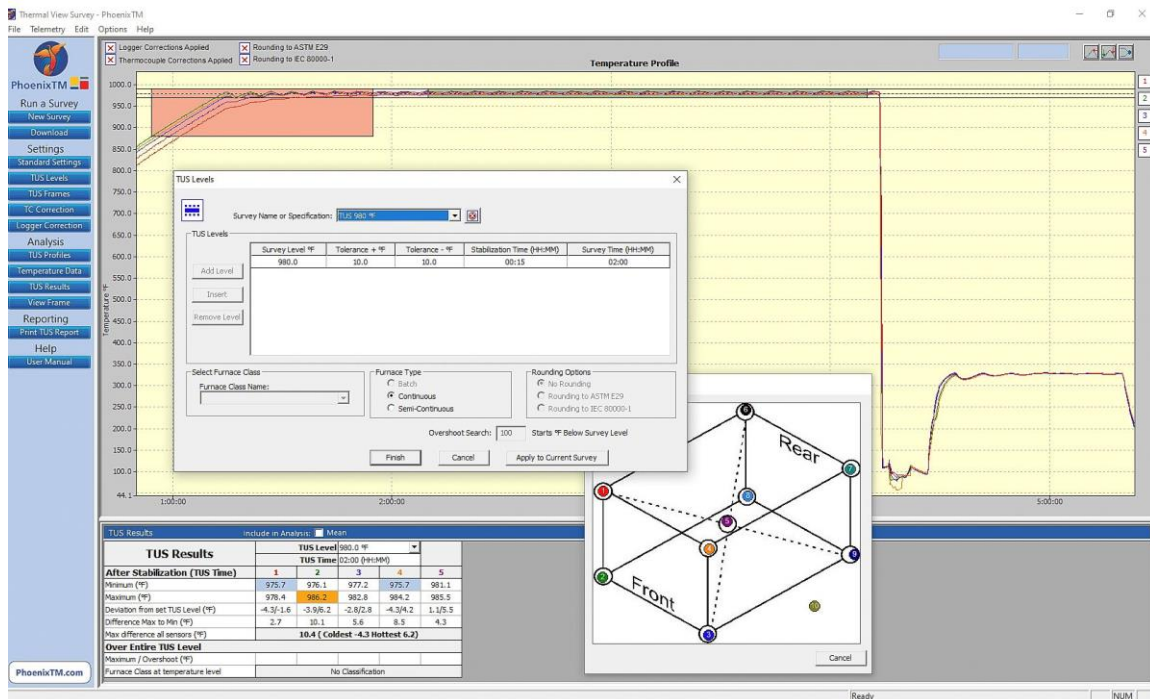 Thermal View Survey - PhoenixTM
File Telemetry Edit Options Help
PhoenixTM
Run a Survey
New Survey
Download
Settings
Standard Settings
TUS Levels
TUS Frames
TC Correction
Logger Correction
Analysis
TUS Profiles
Temperature Data
TUS Results
View Frame
Reporting
Print TUS Report
Help
User Manual
PhoenixTM.com
Logger Corrections Applied Rounding to ASTM E29
Thermocouple Corrections Applied Rounding to IEC 80000-1
Temperature Profile
1
2
3
4
5
Temperature °F
1000.0
950.0
900.0
850.0
800.0
750.0
700.0
650.0
600.0
550.0
500.0
450.0
400.0
350.0
300.0
250.0
200.0
150.0
100.0
44.1
1:00:00 2:00:00 5:00:00
TUS Levels
Survey Name or Specification: TUS 980 °F
TUS Levels
Survey Level °F Tolerance + °F Tolerance - °F Stabilization Time (HH:MM) Survey Time (HH:MM)
980.0 10.0 10.0 00:15 02:00
Add Level
Insert
Remove Level
Select Furnace Class
Furnace Class Name:
Furnace Type
Batch
Continuous
Semi-Continuous
Rounding Options
No Rounding
Rounding to ASTM E29
Rounding to IEC 80000-1
Overshoot Search: 100 Starts °F Below Survey Level
Finish Cancel Apply to Current Survey
Rear
Front
1
2
3
4
5
6
7
8
9
10
Cancel
TUS Results Include in Analysis: Mean
TUS Results
TUS Level 980.0 °F
TUS Time 02:00 (HH:MM)
After Stabilization (TUS Time) 1 2 3 4 5
Minimum (°F) 975.7 976.1 977.2 975.7 981.1
Maximum (°F) 978.4 986.2 982.8 984.2 985.5
Deviation from set TUS Level (°F) -4.3/-1.6 -3.9/6.2 -2.8/2.8 -4.3/4.2 1.1/5.5
Difference Max to Min (°F) 2.7 10.1 5.6 8.5 4.3
Max difference all sensors (°F) 10.4 ( Coldest -4.3 Hottest 6.2)
Over Entire TUS Level
Maximum / Overshoot (°F)
Furnace Class at temperature level No Classification
Ready NUM